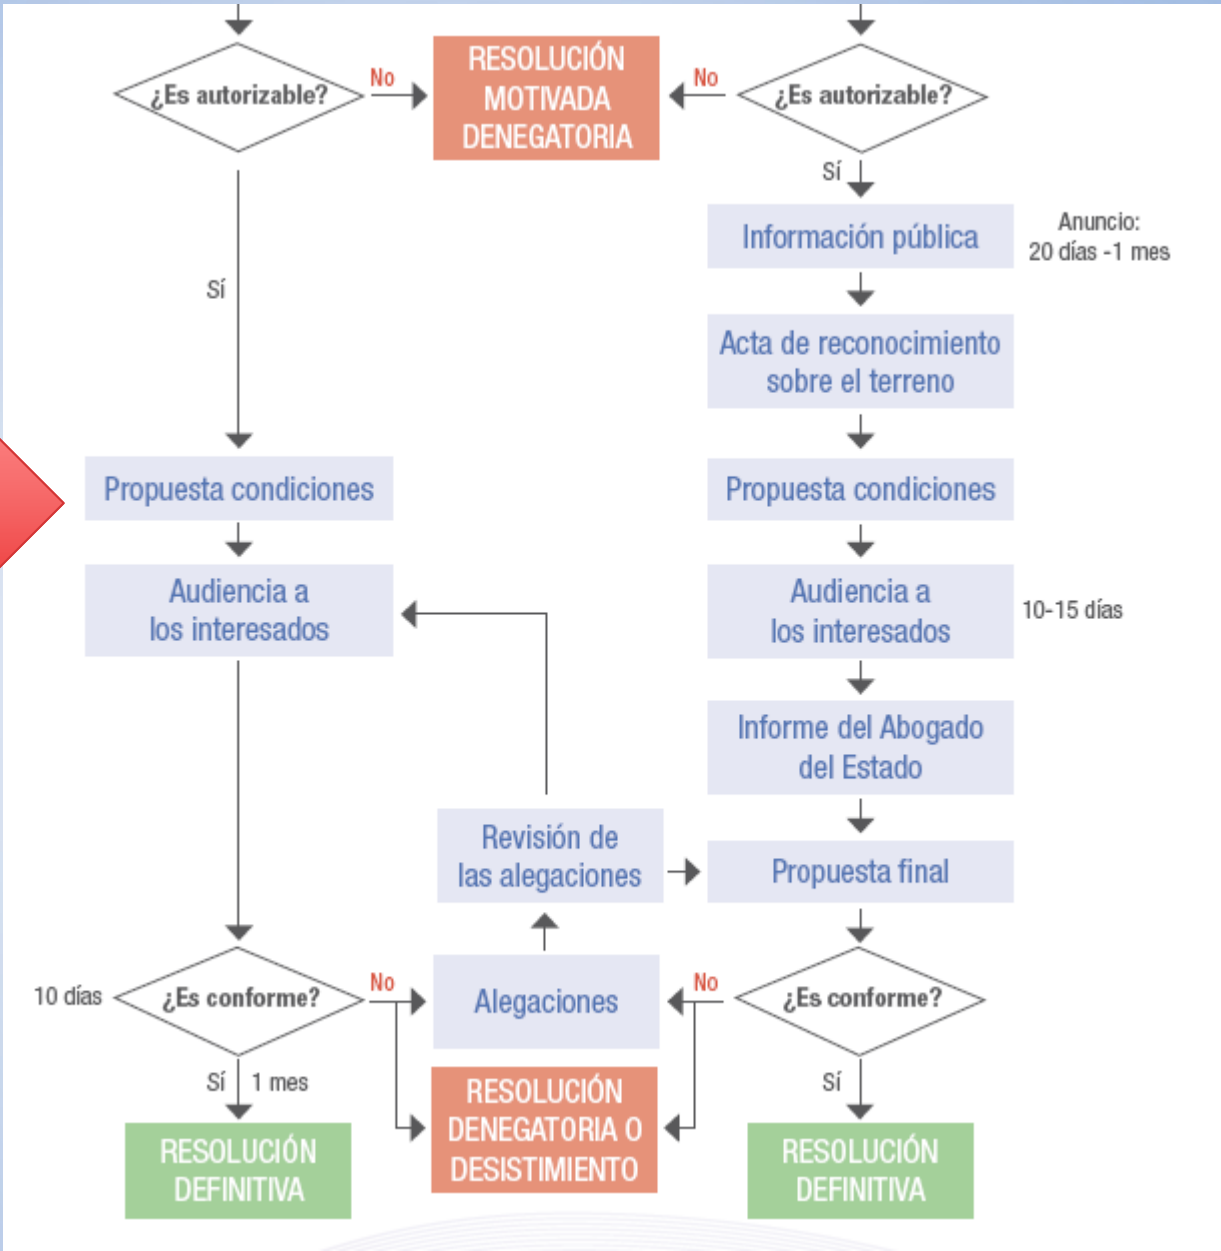 ¿Es autorizable?
No
RESOLUCIÓN
MOTIVADA
DENEGATORIA
No
¿Es autorizable?
Sí
Información pública
Anuncio:
20 días -1 mes
Sí
Acta de reconocimiento
sobre el terreno
Propuesta condiciones
Propuesta condiciones
Audiencia a
los interesados
Audiencia a
los interesados
10-15 días
Informe del Abogado
del Estado
Revisión de
las alegaciones
Propuesta final
10 días
¿Es conforme?
No
Alegaciones
No
¿Es conforme?
Sí
1 mes
RESOLUCIÓN
DENEGATORIA O
DESISTIMIENTO
Sí
RESOLUCIÓN
DEFINITIVA
RESOLUCIÓN
DEFINITIVA